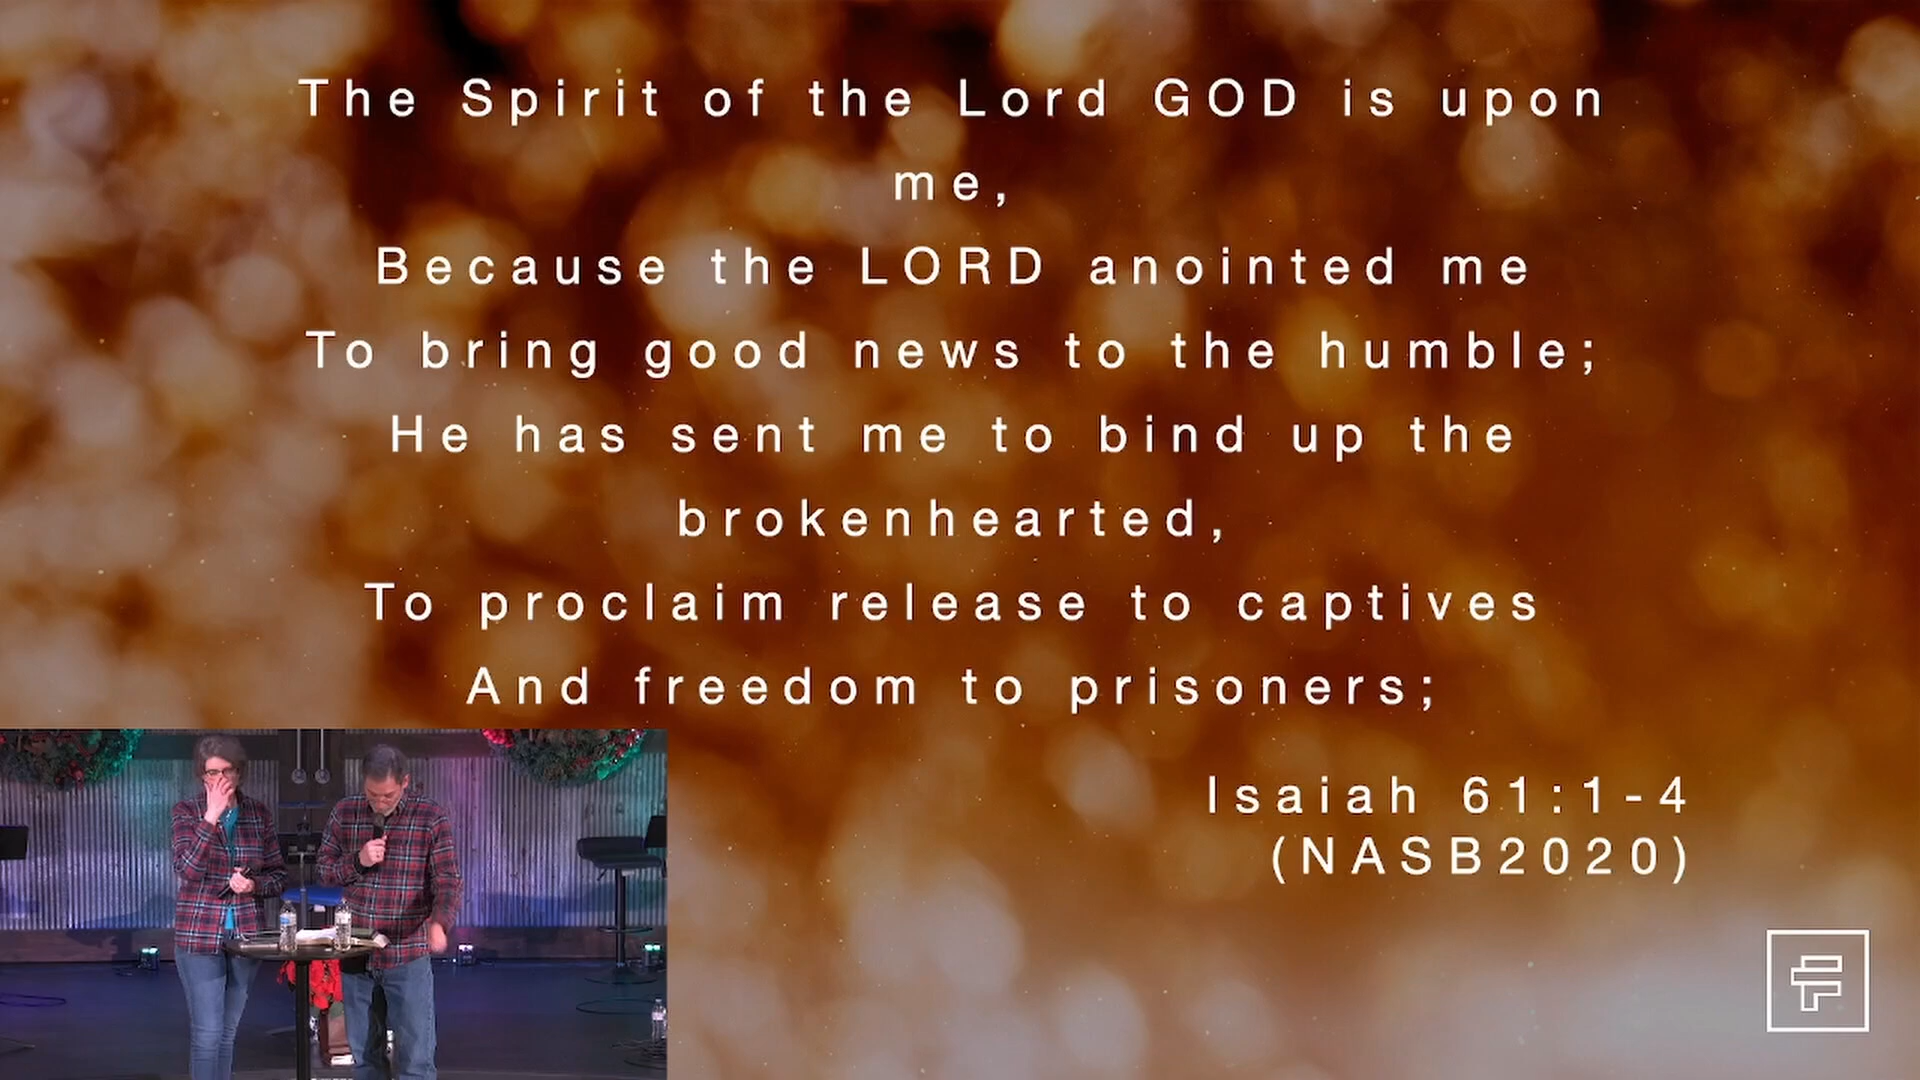 The Spirit of the Lord GOD is upon
me,
Because the LORD anointed me
To bring good news to the humble;
He has sent me to bind up the
brokenhearted,
To proclaim release to captives
And freedom to prisoners;
Isaiah 61:1-4
(NASB2020)